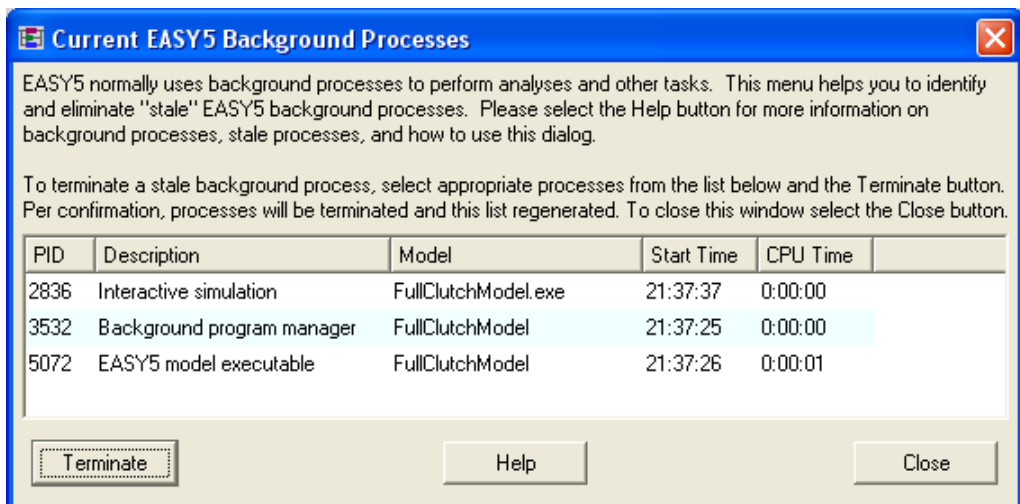 Current EASY5 Background Processes
EASY5 normally uses background processes to perform analyses and other tasks.  This menu helps you to identify
and eliminate "stale" EASY5 background processes.  Please select the Help button for more information on
background processes, stale processes, and how to use this dialog.
To terminate a stale background process, select appropriate processes from the list below and the Terminate button.
Per confirmation, processes will be terminated and this list regenerated. To close this window select the Close button.
PID Description Model Start Time CPU Time
2836 Interactive simulation FullClutchModel.exe 21:37:37 0:00:00
3532 Background program manager FullClutchModel 21:37:25 0:00:00
5072 EASY5 model executable FullClutchModel 21:37:26 0:00:01
Terminate Help Close